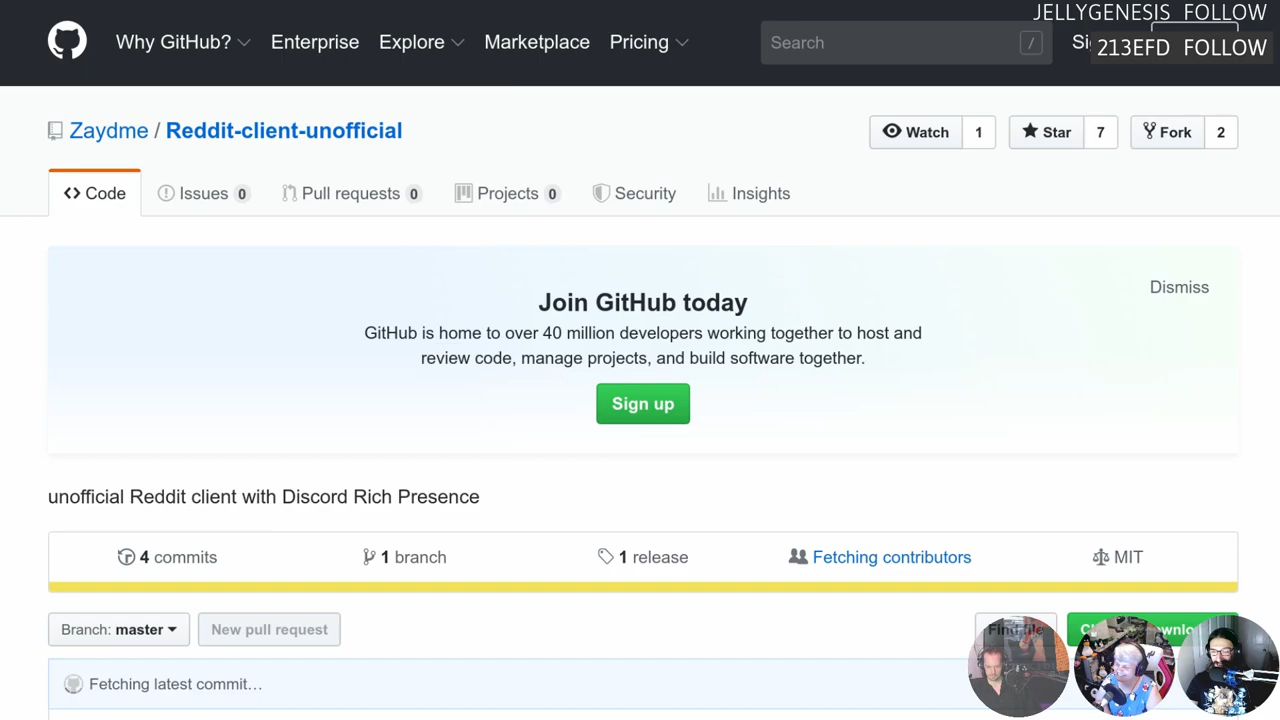 JELLYGENESIS FOLLOW
Why GitHub? Enterprise Explore Marketplace Pricing Search /
213EFD FOLLOW
Zaydme / Reddit-client-unofficial
Watch 1 Star 7 Fork 2
Code Issues 0 Pull requests 0 Projects 0 Security Insights
Dismiss
Join GitHub today
GitHub is home to over 40 million developers working together to host and
review code, manage projects, and build software together.
Sign up
unofficial Reddit client with Discord Rich Presence
4 commits 1 branch 1 release Fetching contributors MIT
Branch: master New pull request Find file
Fetching latest commit…